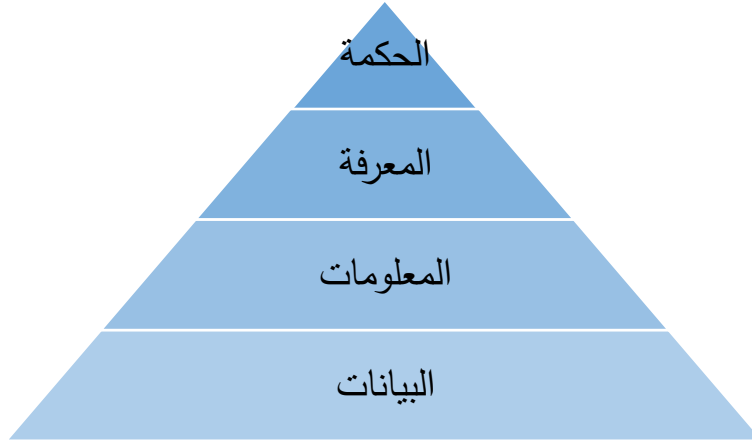 الحكمة
المعرفة
المعلومات
البيانات